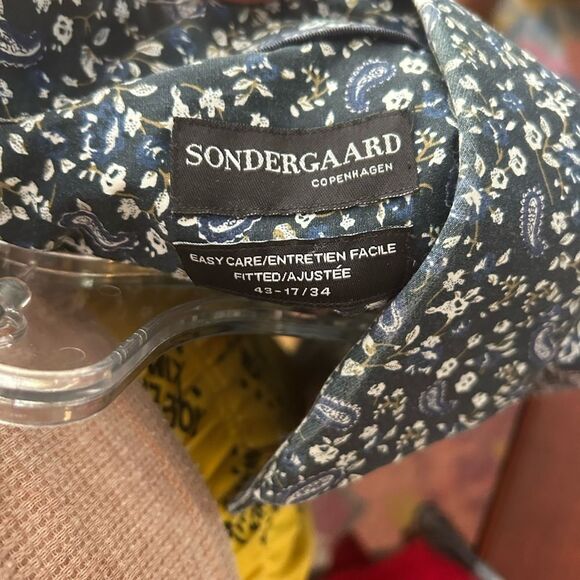 SONDERGAARD
COPENHAGEN
EASY CARE/ENTRETIEN FACILE
FITTED/AJUSTÉE
43-17/34